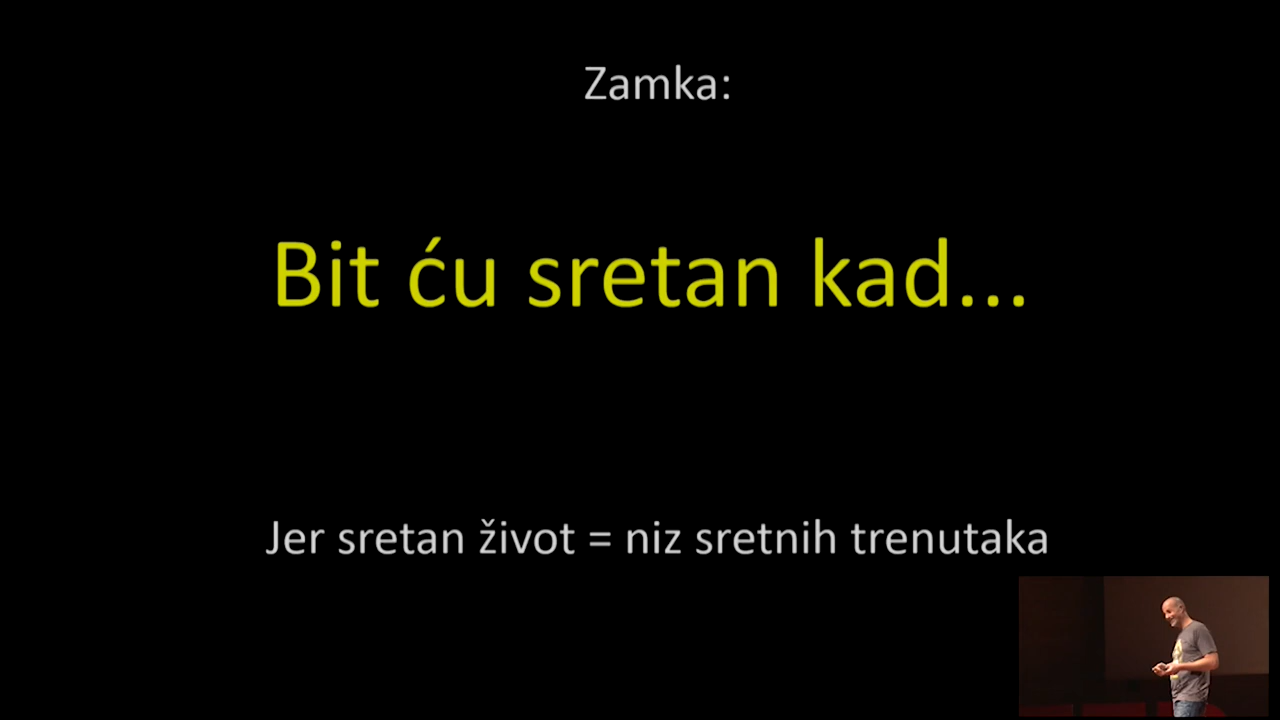 Zamka:
Bit ću sretan kad...
Jer sretan život = niz sretnih trenutaka